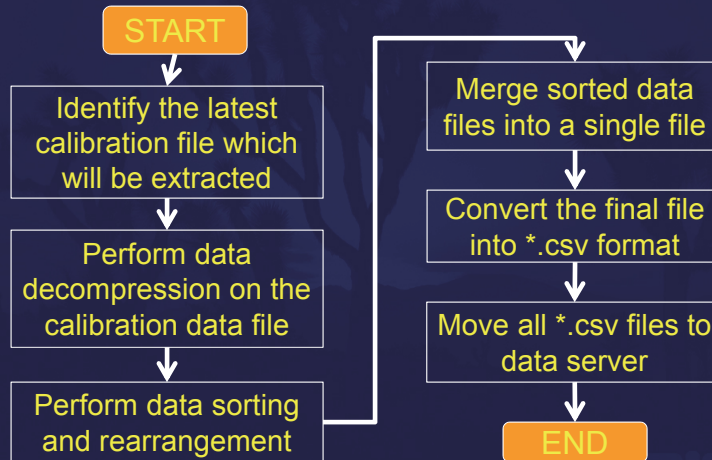 START
Identify the latest
calibration file which
will be extracted
Perform data
decompression on the
calibration data file
Perform data sorting
and rearrangement
Merge sorted data
files into a single file
Convert the final file
into *.csv format
Move all *.csv files to
data server
END